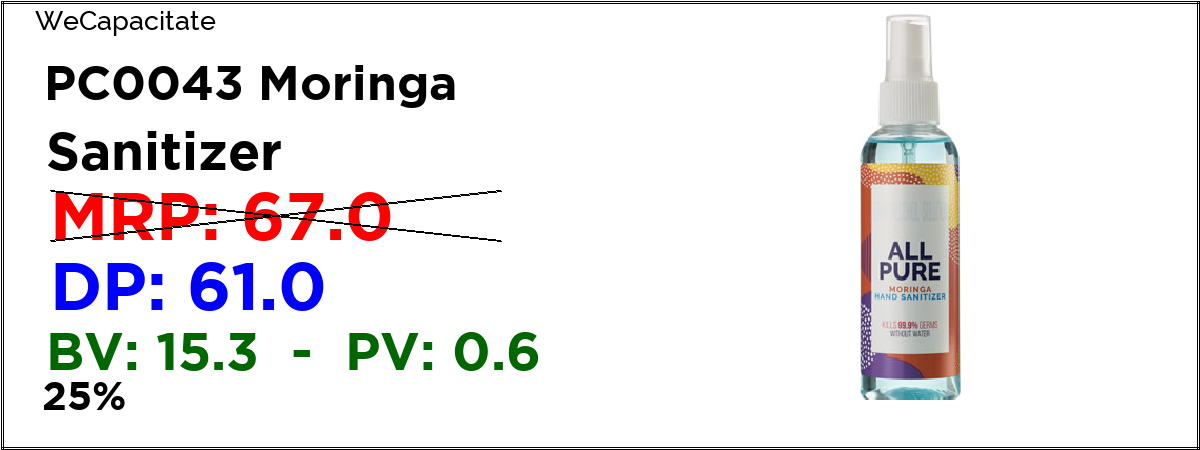 WeCapacitate
PC0043 Moringa
Sanitizer
MRP: 67.0
DP: 61.0
BV: 15.3 - PV: 0.6
25%
ALL
PURE
MORINGA
HAND SANITIZER
KILLS 99.9% GERMS
WITHOUT WATER